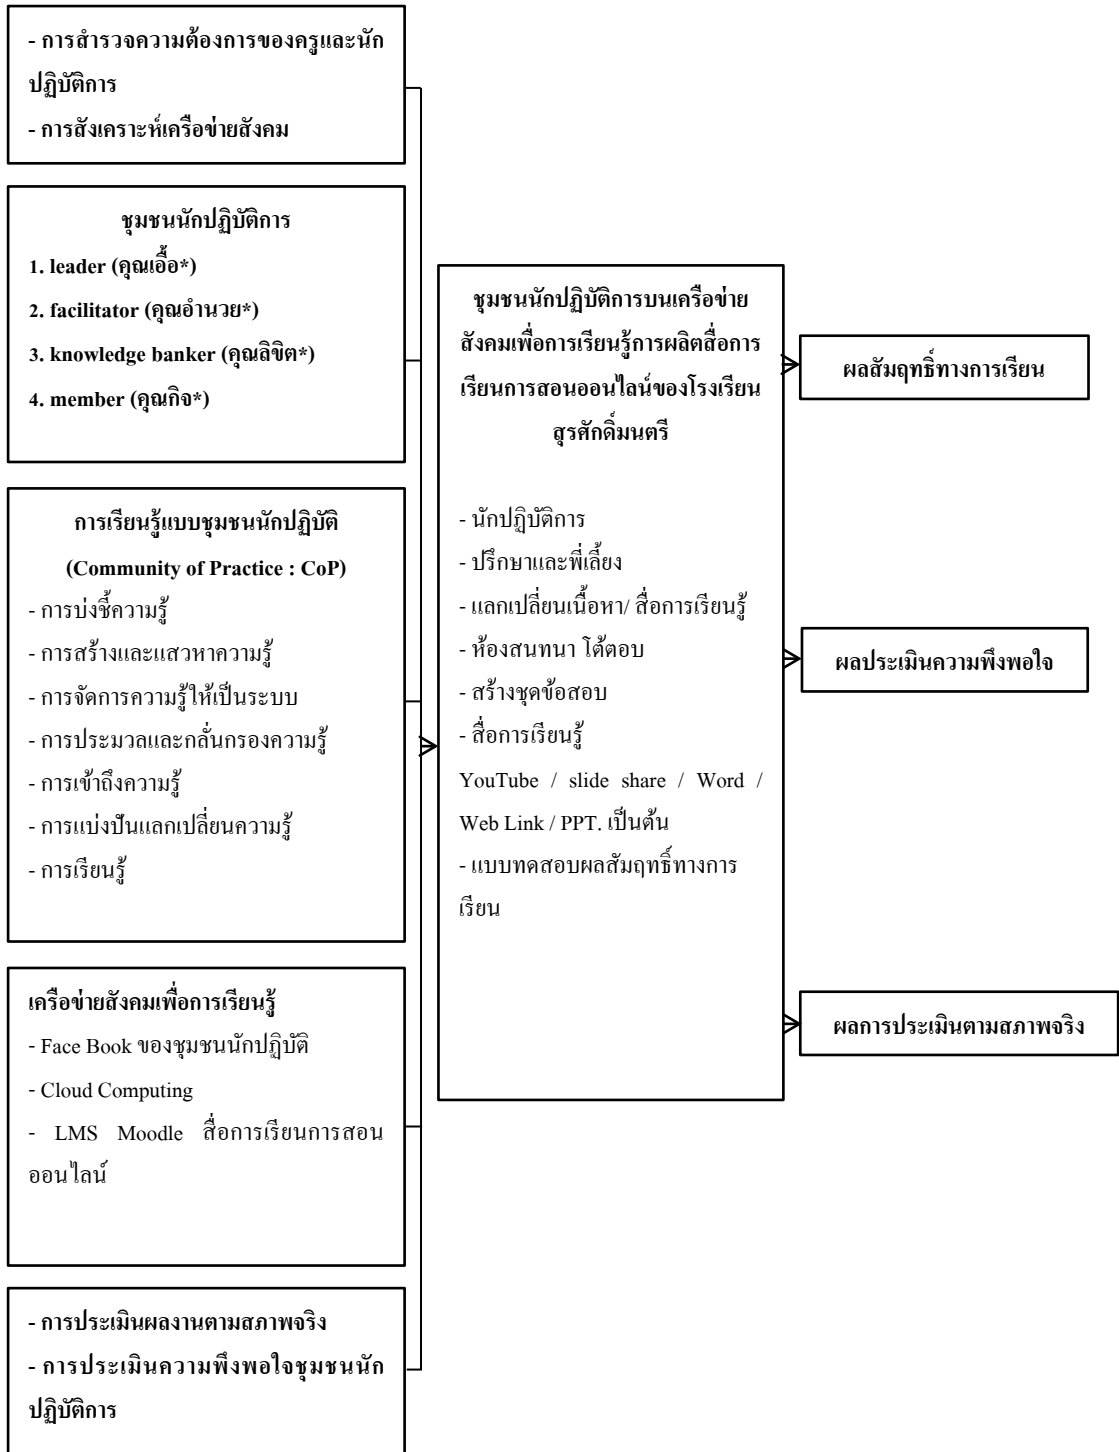 - การสำรวจความต้องการของครูและนัก
ปฏิบัติการ
- การสังเคราะห์เครือข่ายสังคม
ชุมชนนักปฏิบัติการ
1. leader (คุณเอื้อ*)
2. facilitator (คุณอำนวย*)
3. knowledge banker (คุณลิขิต*)
4. member (คุณกิจ*)
การเรียนรู้แบบชุมชนนักปฏิบัติ
(Community of Practice : CoP)
- การบ่งชี้ความรู้
- การสร้างและแสวหาความรู้
- การจัดการความรู้ให้เป็นระบบ
- การประมวลและกลั่นกรองความรู้
- การเข้าถึงความรู้
- การแบ่งปันแลกเปลี่ยนความรู้
- การเรียนรู้
เครือข่ายสังคมเพื่อการเรียนรู้
- Face Book ของชุมชนนักปฏิบัติ
- Cloud Computing
- LMS Moodle สื่อการเรียนการสอน
ออนไลน์
- การประเมินผลงานตามสภาพจริง
- การประเมินความพึงพอใจชุมชนนัก
ปฏิบัติการ
ชุมชนนักปฏิบัติการบนเครือข่าย
สังคมเพื่อการเรียนรู้การผลิตสื่อการ
เรียนการสอนออนไลน์ของโรงเรียน
สุรศักดิ์มนตรี
- นักปฏิบัติการ
- ปรึกษาและพี่เลี้ยง
- แลกเปลี่ยนเนื้อหา/ สื่อการเรียนรู้
- ห้องสนทนา โต้ตอบ
- สร้างชุดข้อสอบ
- สื่อการเรียนรู้
YouTube / slide share / Word /
Web Link / PPT. เป็นต้น
- แบบทดสอบผลสัมฤทธิ์ทางการ
เรียน
ผลสัมฤทธิ์ทางการเรียน
ผลประเมินความพึงพอใจ
ผลการประเมินตามสภาพจริง